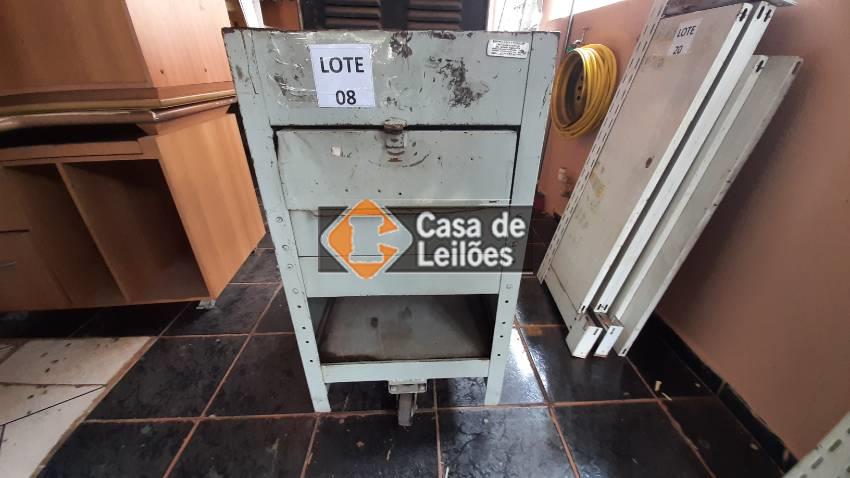 LOTE
08
LOTE
20
Casa de
Leilões